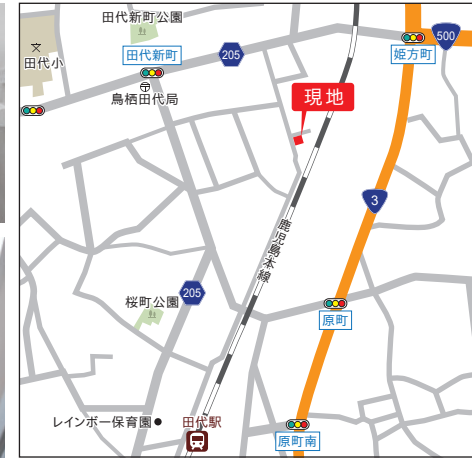 田代新町公園
500
文
田代小
田代新町
205
姫方町
〒
鳥栖田代局
現地
3
鹿児島本線
桜町公園
205
原町
レインボー保育園
田代駅
原町南